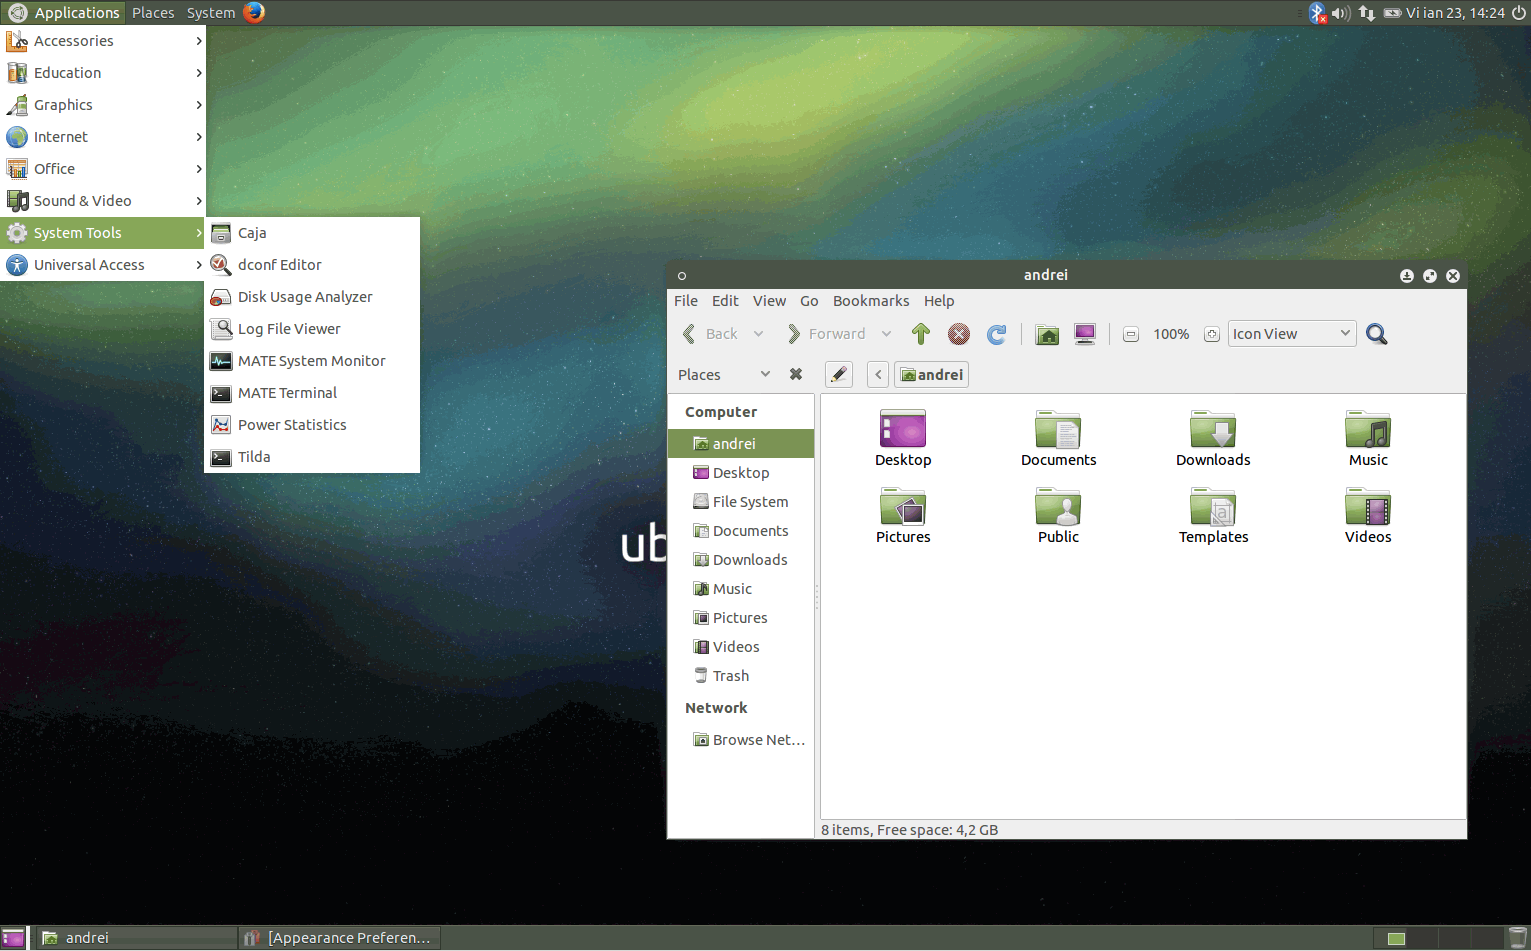 Applications Places System
Vi ian 23, 14:24
Accessories
Education
Graphics
Internet
Office
Sound & Video
System Tools
Universal Access
Caja
dconf Editor
Disk Usage Analyzer
Log File Viewer
MATE System Monitor
MATE Terminal
Power Statistics
Tilda
ub
andrei
File Edit View Go Bookmarks Help
Back Forward 100% Icon View
Places andrei
Computer
andrei
Desktop
File System
Documents
Downloads
Music
Pictures
Videos
Trash
Network
Browse Net...
Desktop Documents Downloads Music
Pictures Public Templates Videos
8 items, Free space: 4,2 GB
andrei [Appearance Preferen...